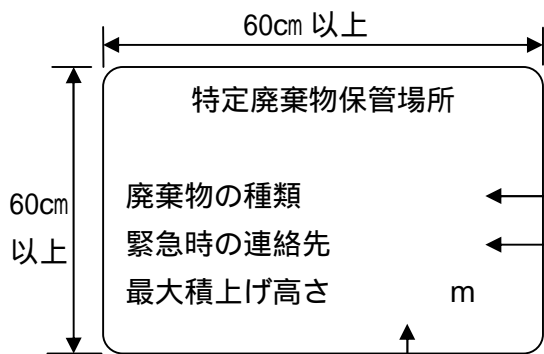 60㎝ 以上
特定廃棄物保管場所
60㎝
以上
廃棄物の種類
緊急時の連絡先
最大積上げ高さ m